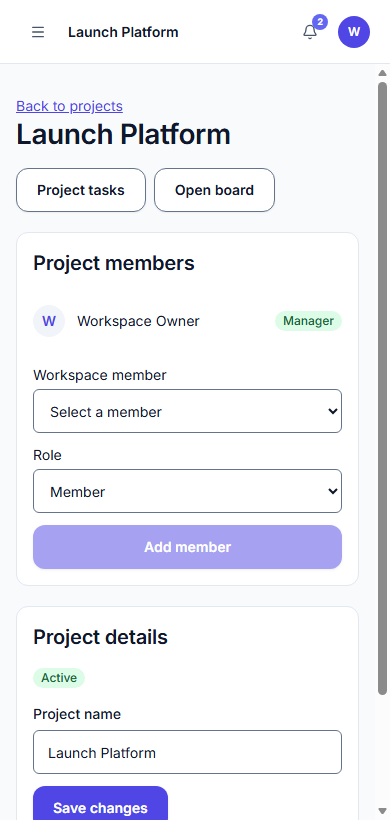 Launch Platform
2
W
Back to projects
Launch Platform
Project tasks
Open board
Project members
W
Workspace Owner
Manager
Workspace member
Select a member
Role
Member
Add member
Project details
Active
Project name
Launch Platform
Save changes